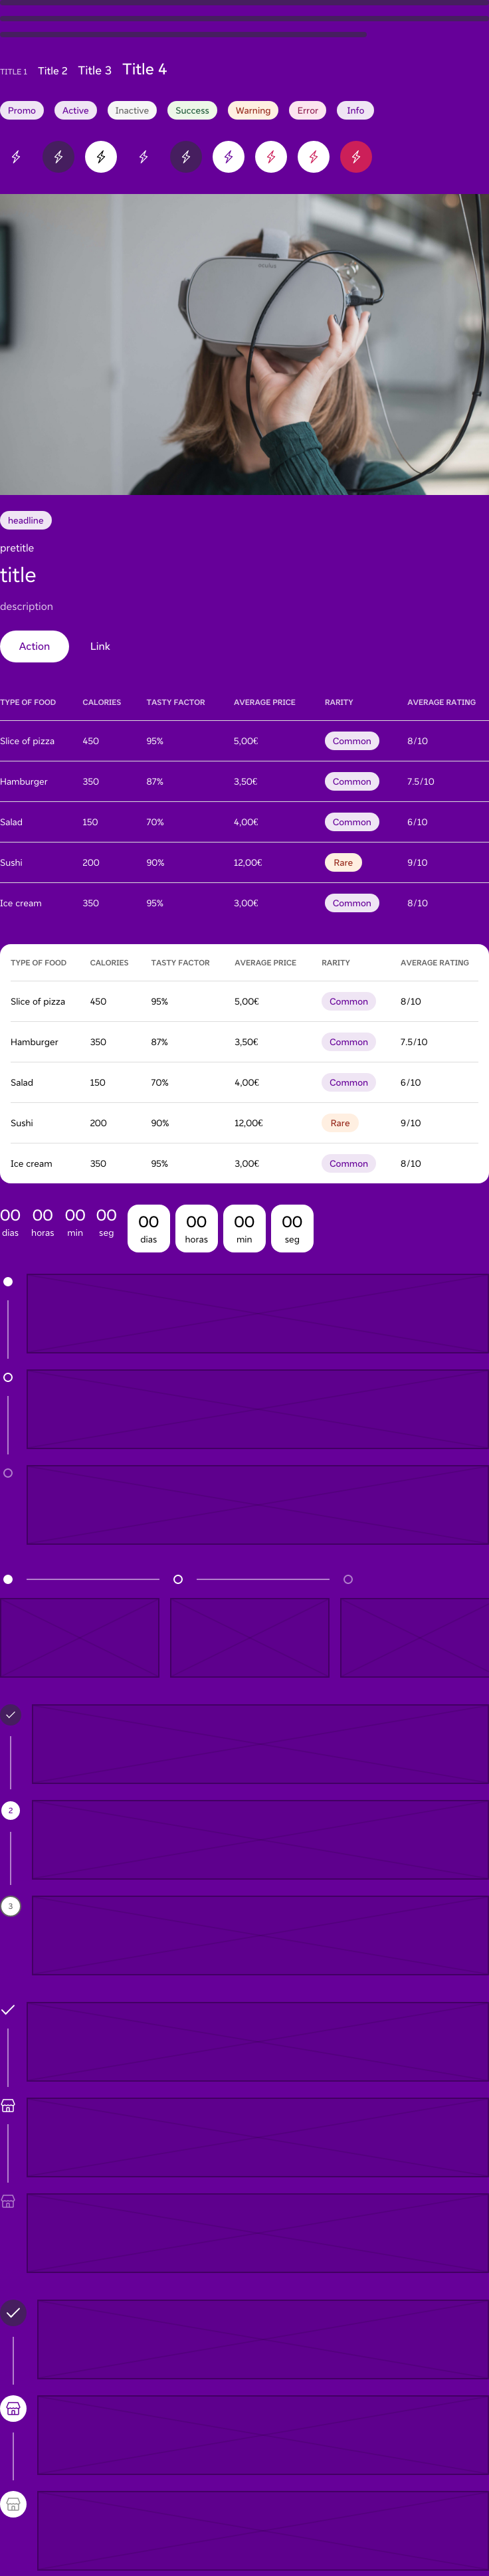 TITLE 1 Title 2 Title 3 Title 4
Promo Active Inactive Success Warning Error Info
oculus
headline
pretitle
title
description
Action Link
TYPE OF FOOD CALORIES TASTY FACTOR AVERAGE PRICE RARITY AVERAGE RATING
Slice of pizza 450 95% 5,00€ Common 8/10
Hamburger 350 87% 3,50€ Common 7.5/10
Salad 150 70% 4,00€ Common 6/10
Sushi 200 90% 12,00€ Rare 9/10
Ice cream 350 95% 3,00€ Common 8/10
TYPE OF FOOD CALORIES TASTY FACTOR AVERAGE PRICE RARITY AVERAGE RATING
Slice of pizza 450 95% 5,00€ Common 8/10
Hamburger 350 87% 3,50€ Common 7.5/10
Salad 150 70% 4,00€ Common 6/10
Sushi 200 90% 12,00€ Rare 9/10
Ice cream 350 95% 3,00€ Common 8/10
00 00 00 00 00 00 00 00
dias horas min seg dias horas min seg
2
3